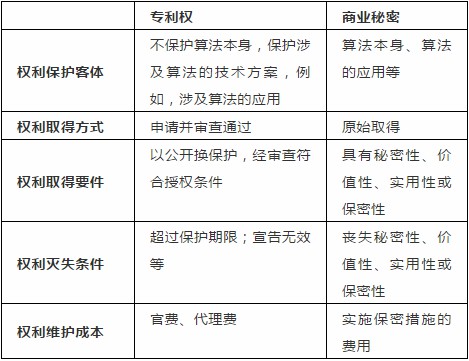 专利权 商业秘密
权利保护客体
不保护算法本身，保护涉
及算法的技术方案，例
如，涉及算法的应用
算法本身、算法
的应用等
权利取得方式
申请并审查通过
原始取得
权利取得要件
以公开换保护，经审查符
合授权条件
具有秘密性、价
值性、实用性或
保密性
权利灭失条件
超过保护期限；宣告无效
等
丧失秘密性、价
值性、实用性或
保密性
权利维护成本
官费、代理费
实施保密措施的
费用